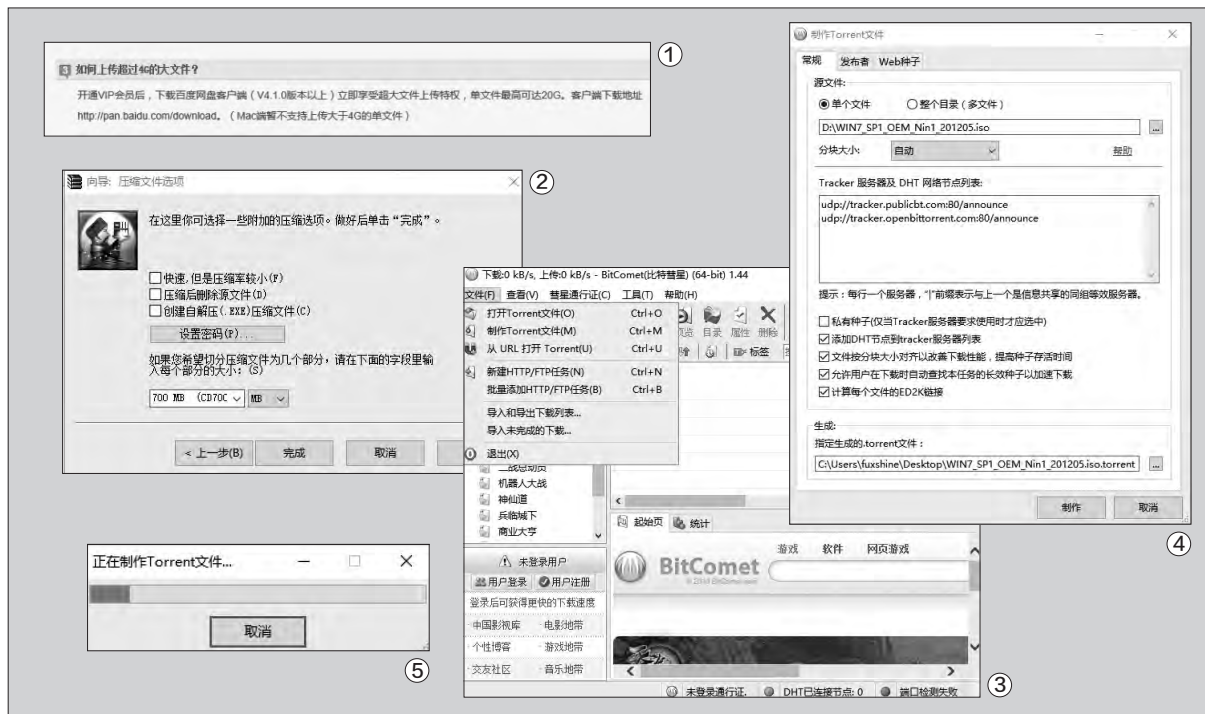 ①
如何上传超过4G的大文件？
开通VIP会员后，下载百度网盘客户端（V4.1.0版本以上）立即享受超大文件上传特权，单文件最高可达20G。客户端下载地址
http://pan.baidu.com/download。（Mac端暂不支持上传大于4G的单文件）
②
向导: 压缩文件选项
在这里你可选择一些附加的压缩选项。做好后单击“完成”。
快速,但是压缩率较小(F)
压缩后删除源文件(D)
创建自解压(.EXE)压缩文件(C)
设置密码(P)...
如果您希望切分压缩文件为几个部分，请在下面的字段里输
入每个部分的大小：(S)
700 MB (CD70C MB
< 上一步(B) 完成 取消
③
下载:0 kB/s, 上传:0 kB/s - BitComet(比特彗星) (64-bit) 1.44
文件(F) 查看(V) 彗星通行证(C) 工具(T) 帮助(H)
打开Torrent文件(O) Ctrl+O
制作Torrent文件(M) Ctrl+M
从 URL 打开 Torrent(U) Ctrl+U
新建HTTP/FTP任务(N) Ctrl+N
批量添加HTTP/FTP任务(B) Ctrl+B
导入和导出下载列表...
导入未完成的下载...
退出(X)
目录 属性 删除
标签
二战总动员
机器人大战
神仙道
兵临城下
商业大亨
起始页 统计
游戏 软件 网页游戏
BitComet
未登录用户
用户登录 用户注册
登录后可获得更快的下载速度
中国影视库 电影地带
个性博客 游戏地带
交友社区 音乐地带
未登录通行证. DHT已连接节点: 0 端口检测失败
④
制作Torrent文件
常规 发布者 Web种子
源文件:
单个文件 整个目录（多文件）
D:\WIN7_SP1_OEM_Nin1_201205.iso ...
分块大小: 自动 帮助
Tracker 服务器及 DHT 网络节点列表:
udp://tracker.publicbt.com:80/announce
udp://tracker.openbittorrent.com:80/announce
提示：每行一个服务器，“|”前缀表示与上一个是信息共享的同组等效服务器。
私有种子(仅当Tracker服务器要求使用时才应选中)
添加DHT节点到tracker服务器列表
文件按分块大小对齐以改善下载性能，提高种子存活时间
允许用户在下载时自动查找本任务的长效种子以加速下载
计算每个文件的ED2K链接
生成:
指定生成的.torrent文件：
C:\Users\fuxshine\Desktop\WIN7_SP1_OEM_Nin1_201205.iso.torrent ...
制作 取消
⑤
正在制作Torrent文件...
取消